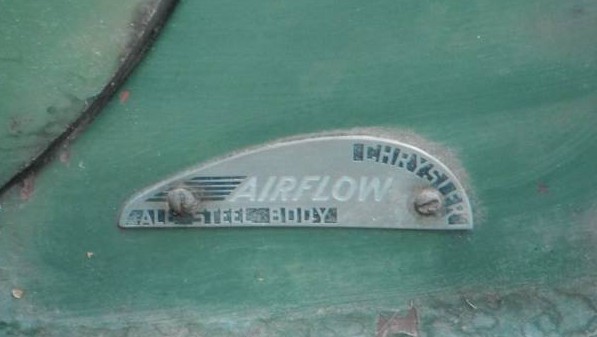 CHRYSLER
AIRFLOW
ALL STEEL BODY